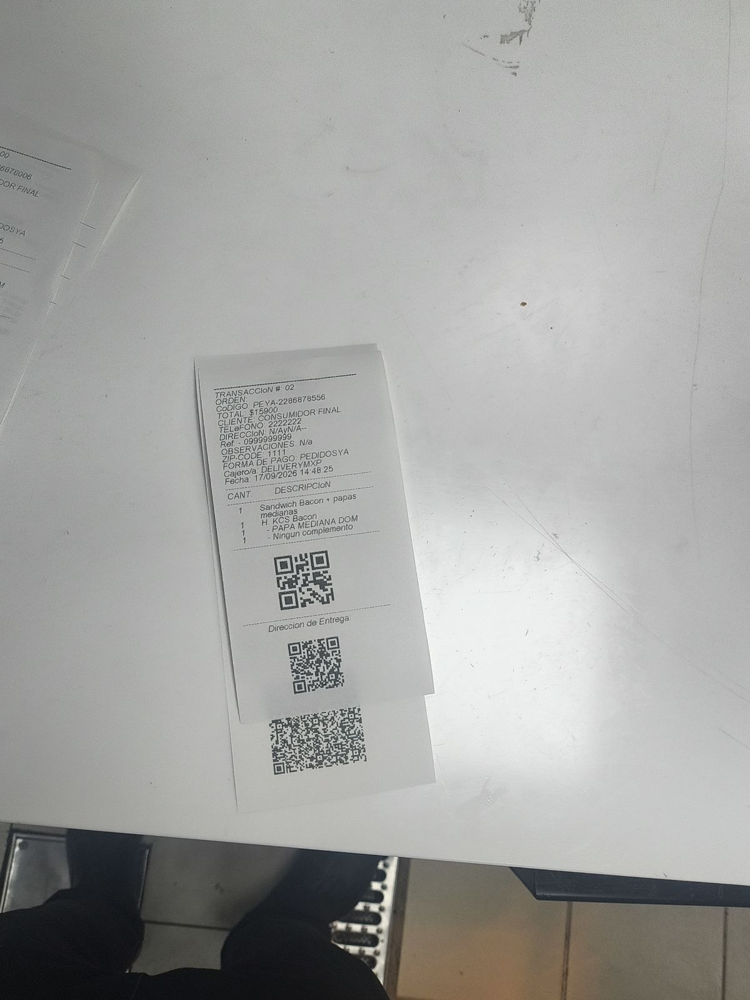 00
6878006
DOR FINAL
DOSYA
M
TRANSACCIoN #: 02
ORDEN:
CoDIGO: PEYA-2286878556
TOTAL: $15900
CLIENTE: CONSUMIDOR FINAL
TELeFONO: 2222222
DIRECCIoN: N/AyN/A--
Ref: - 0999999999
OBSERVACIONES: N/a
ZIP-CODE: 1111
FORMA DE PAGO: PEDIDOSYA
Cajero/a: DELIVERYMXP
Fecha: 17/09/2026 14:48:25
CANT. DESCRIPCIoN
1 Sandwich Bacon + papas
medianas
1 H. KCS Bacon
1 - PAPA MEDIANA DOM
1 - Ningun complemento
Direccion de Entrega: